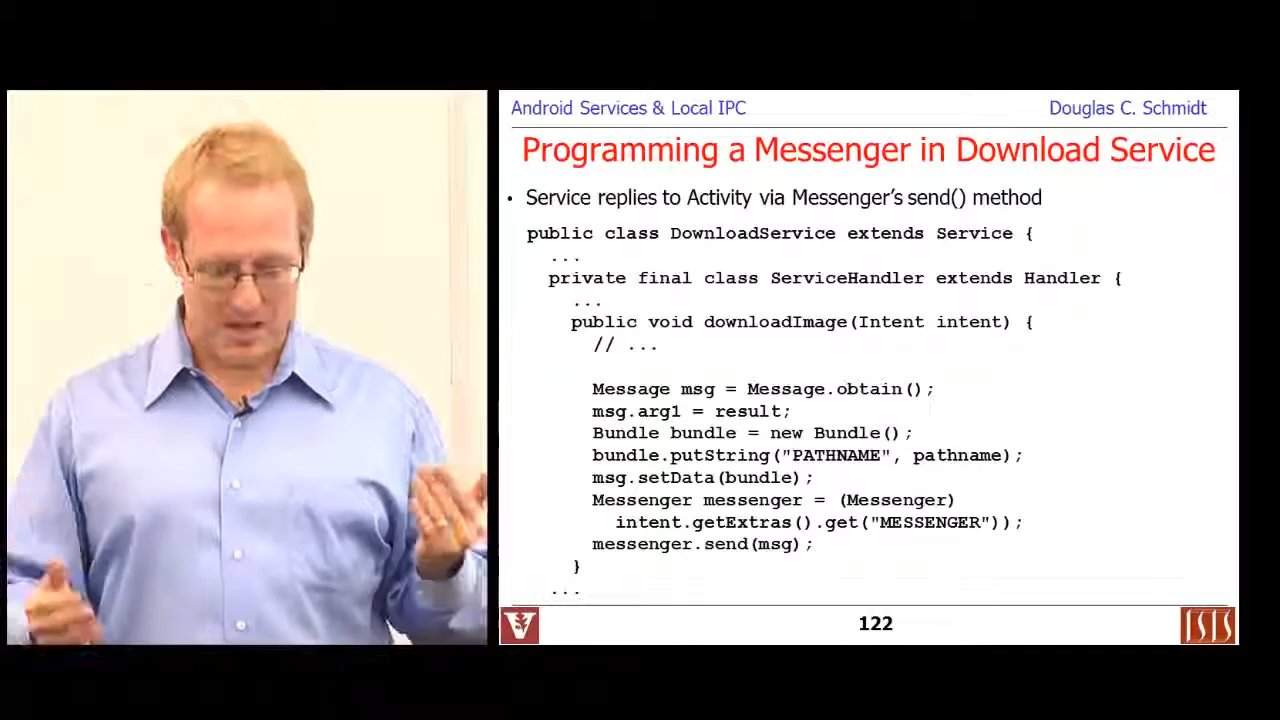 Android Services & Local IPC
Douglas C. Schmidt
Programming a Messenger in Download Service
• Service replies to Activity via Messenger's send() method
public class DownloadService extends Service {
...
private final class ServiceHandler extends Handler {
...
public void downloadImage(Intent intent) {
// ...
Message msg = Message.obtain();
msg.arg1 = result;
Bundle bundle = new Bundle();
bundle.putString("PATHNAME", pathname);
msg.setData(bundle);
Messenger messenger = (Messenger)
intent.getExtras().get("MESSENGER"));
messenger.send(msg);
}
...
V
122
ISIS